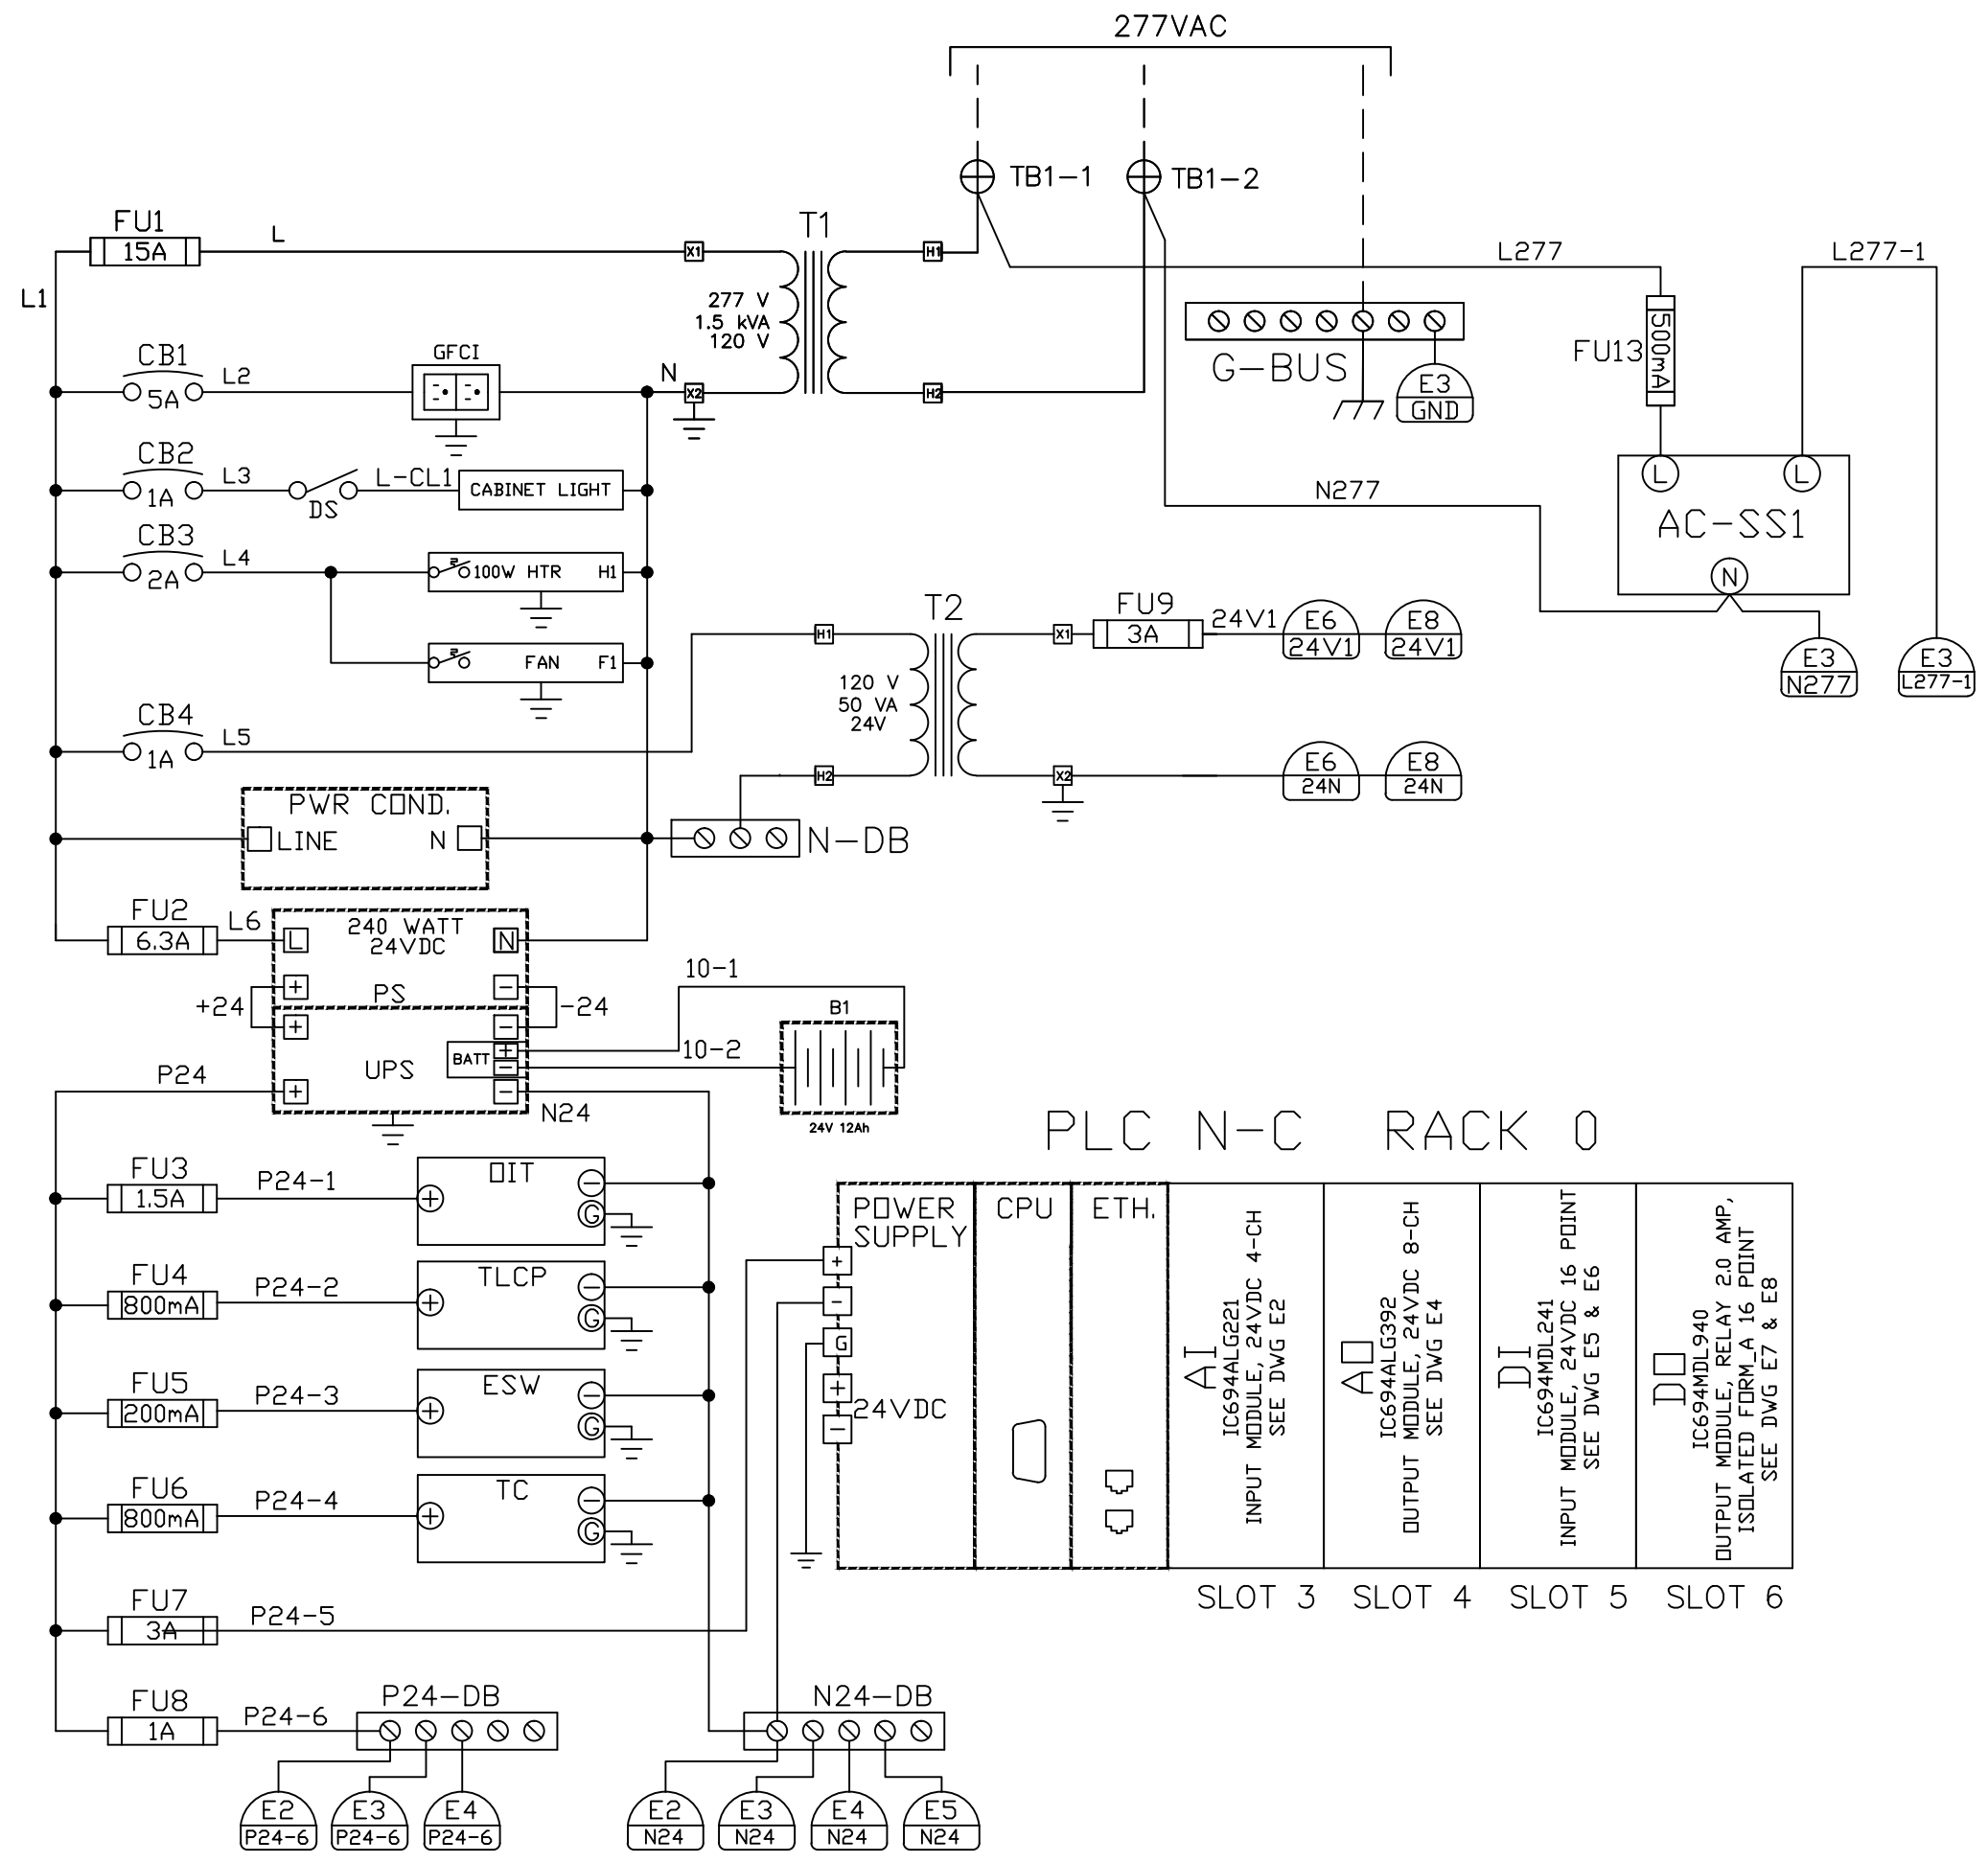 277VAC
TB1-1
TB1-2
FU1
15A
L
X1
T1
H1
L277
L277-1
L1
277 V
1.5 kVA
120 V
FU13
500mA
G-BUS
E3
GND
CB1
5A
L2
GFCI
N
X2
H2
CB2
1A
L3
DS
L-CL1
CABINET LIGHT
N277
L
L
AC-SS1
N
CB3
2A
L4
100W HTR
H1
FAN
F1
T2
H1
X1
FU9
3A
24V1
E6
24V1
E8
24V1
E3
N277
E3
L277-1
120 V
50 VA
24V
CB4
1A
L5
H2
X2
E6
24N
E8
24N
PWR COND.
LINE
N
N-DB
FU2
6.3A
L6
L
240 WATT
24VDC
N
+
PS
-
+24
-24
10-1
B1
+
-
BATT
+
-
10-2
UPS
P24
+
-
N24
24V 12Ah
PLC N-C RACK 0
FU3
1.5A
P24-1
+
OIT
-
G
FU4
800mA
P24-2
+
TLCP
-
G
FU5
200mA
P24-3
+
ESW
-
G
FU6
800mA
P24-4
+
TC
-
G
FU7
3A
P24-5
POWER
SUPPLY
+
-
G
+
24VDC
-
CPU
ETH.
AI
IC694ALG221
INPUT MODULE, 24VDC 4-CH
SEE DWG E2
AO
IC694ALG392
OUTPUT MODULE, 24VDC 8-CH
SEE DWG E4
DI
IC694MDL241
INPUT MODULE, 24VDC 16 POINT
SEE DWG E5 & E6
DO
IC694MDL940
OUTPUT MODULE, RELAY 2.0 AMP,
ISOLATED FORM_A 16 POINT
SEE DWG E7 & E8
SLOT 3
SLOT 4
SLOT 5
SLOT 6
FU8
1A
P24-6
P24-DB
N24-DB
E2
P24-6
E3
P24-6
E4
P24-6
E2
N24
E3
N24
E4
N24
E5
N24